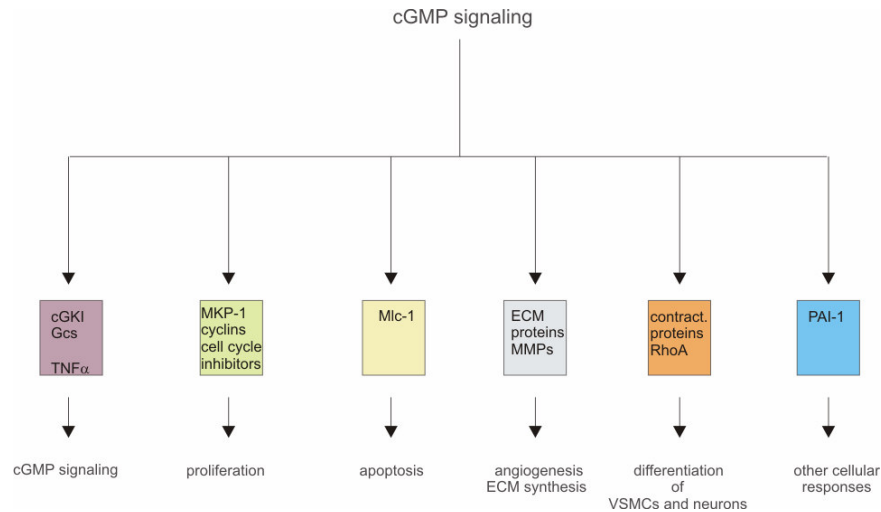 cGMP signaling
cGKI
Gcs
TNFα
MKP-1
cyclins
cell cycle
inhibitors
Mlc-1
ECM
proteins
MMPs
contract.
proteins
RhoA
PAI-1
cGMP signaling
proliferation
apoptosis
angiogenesis
ECM synthesis
differentiation
of
VSMCs and neurons
other cellular
responses